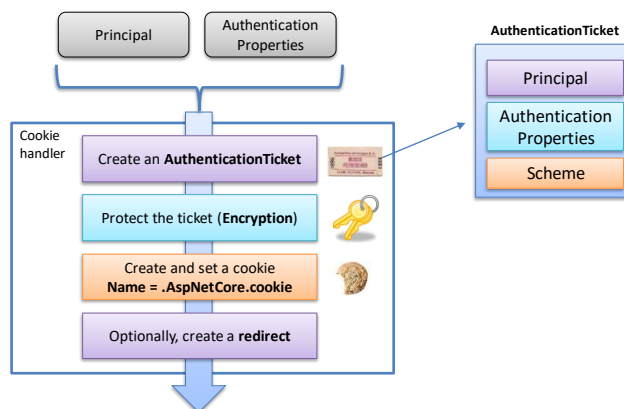 Principal
Authentication
Properties
Cookie
handler
Create an AuthenticationTicket
Protect the ticket (Encryption)
Create and set a cookie
Name = .AspNetCore.cookie
Optionally, create a redirect
AuthenticationTicket
Principal
Authentication
Properties
Scheme